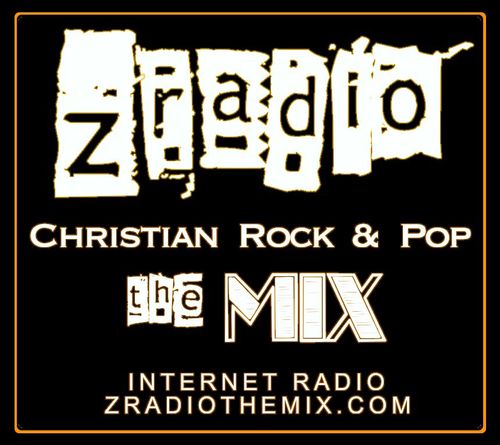 zradio
CHRISTIAN ROCK & POP
the MIX
INTERNET RADIO
ZRADIOTHEMIX.COM